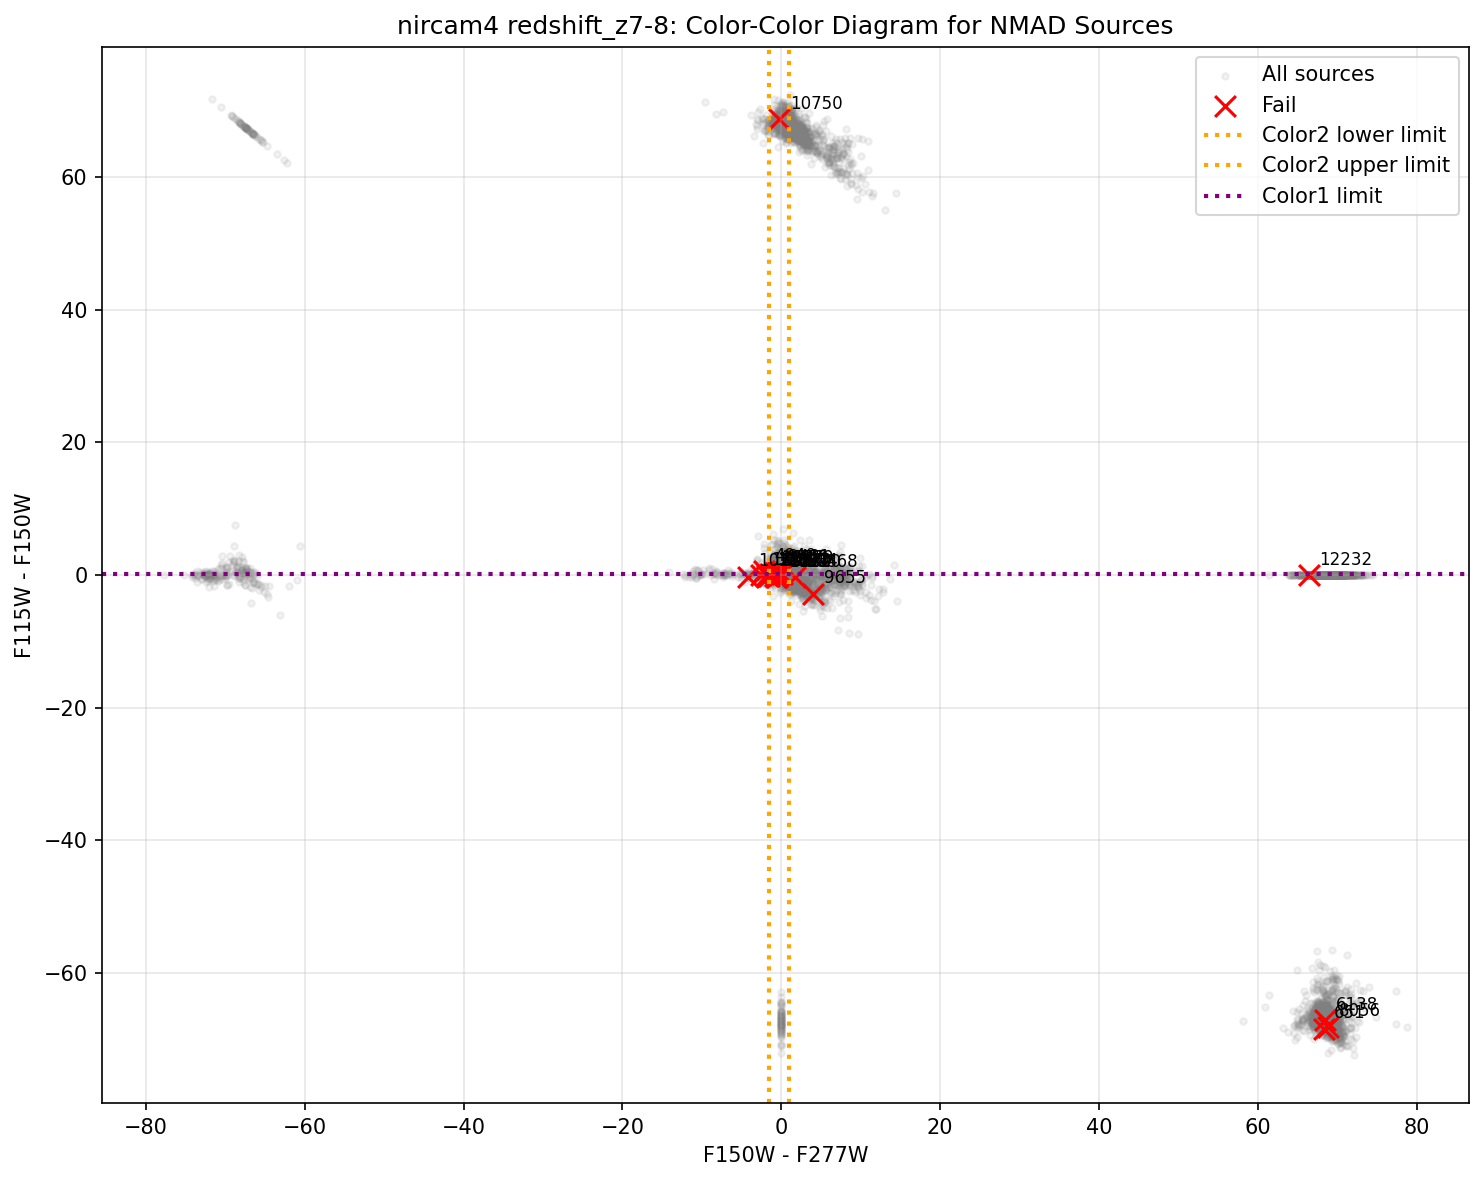 nircam4 redshift_z7-8: Color-Color Diagram for NMAD Sources
All sources
Fail
Color2 lower limit
Color2 upper limit
Color1 limit
10750
12232
9655
6138
60
40
20
0
−20
−40
−60
−80
−60
−40
−20
0
20
40
60
80
F115W - F150W
F150W - F277W